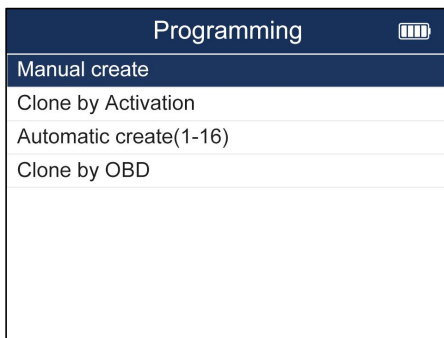 Programming
Manual create
Clone by Activation
Automatic create(1-16)
Clone by OBD